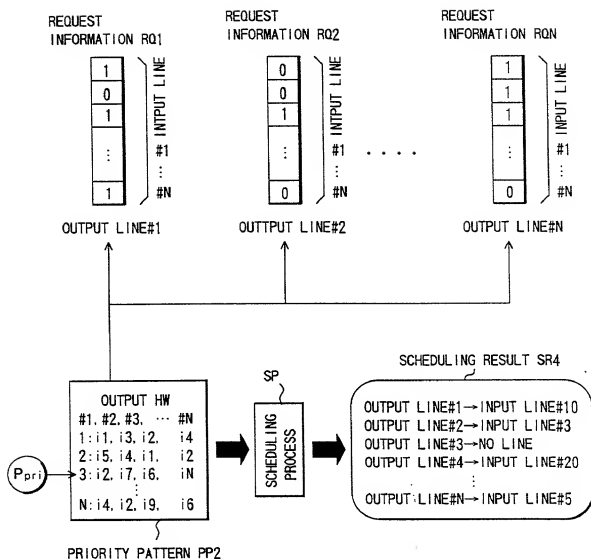 REQUEST
INFORMATION RQ1
REQUEST
INFORMATION RQ2
REQUEST
INFORMATION RQN
1
0
1
⋮
1
INTPUT LINE
#1
⋮
#N
0
0
1
⋮
0
INTPUT LINE
#1
⋮
#N
. . . .
1
1
1
⋮
0
INPUT LINE
#1
⋮
#N
OUTPUT LINE#1
OUTTPUT LINE#2
OUTPUT LINE#N
OUTPUT HW
#1, #2, #3, ⋯ #N
1:i1, i3, i2, i4
2:i5, i4, i1, i2
3:i2, i7, i6, iN
⋮
N:i4, i2, i9, i6
Ppri
PRIORITY PATTERN PP2
SP
SCHEDULING
PROCESS
SCHEDULING RESULT SR4
OUTPUT LINE#1→INPUT LINE#10
OUTPUT LINE#2→INPUT LINE#3
OUTPUT LINE#3→NO LINE
OUTPUT LINE#4→INPUT LINE#20
⋮
OUTPUT LINE#N→INPUT LINE#5